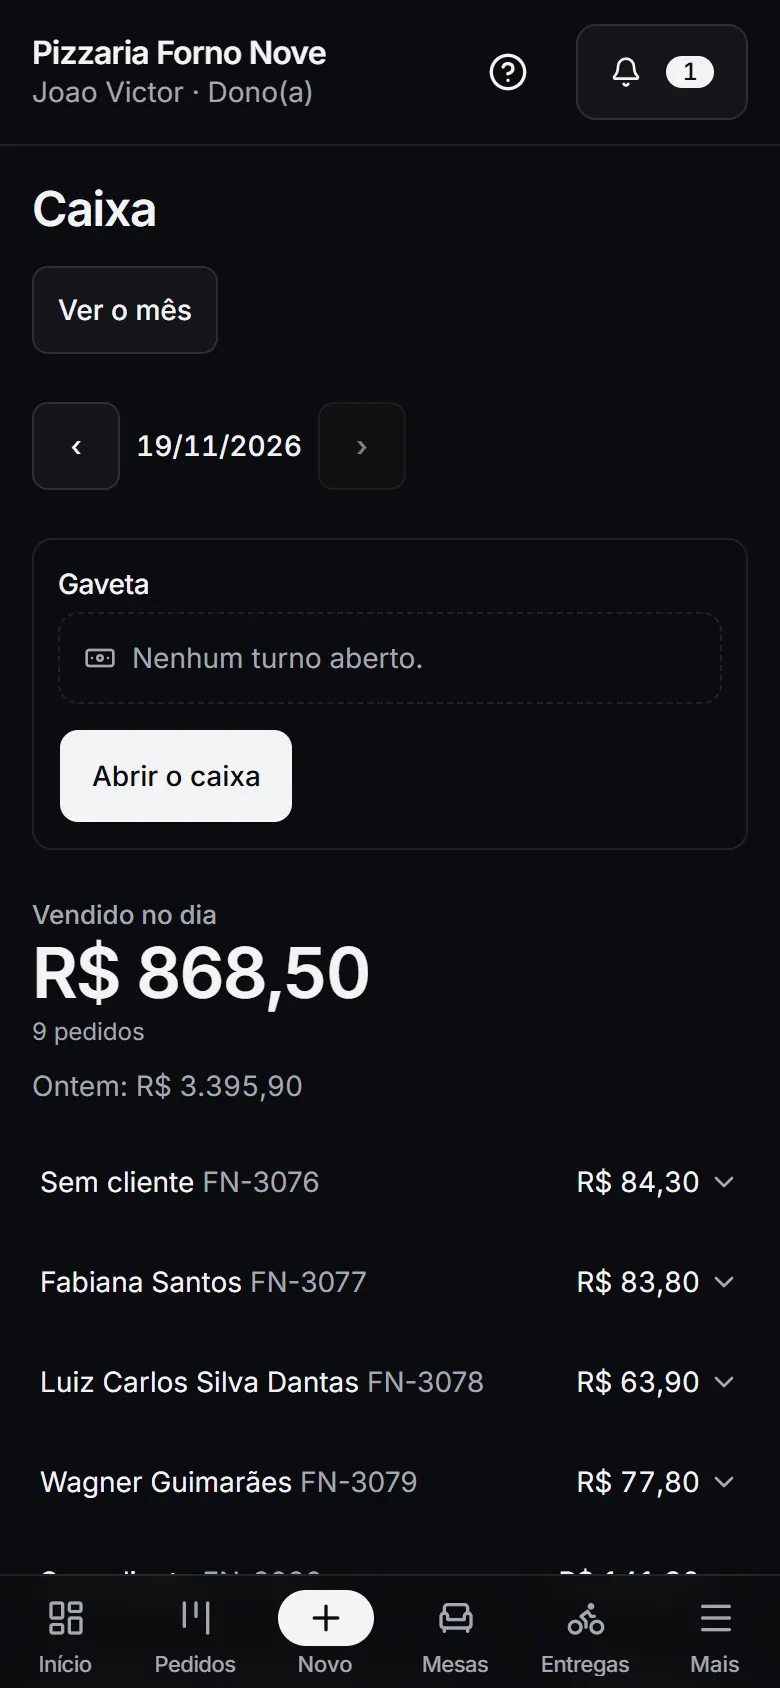 Pizzaria Forno Nove
Joao Victor · Dono(a)
1
Caixa
Ver o mês
‹ 19/11/2026 ›
Gaveta
Nenhum turno aberto.
Abrir o caixa
Vendido no dia
R$ 868,50
9 pedidos
Ontem: R$ 3.395,90
Sem cliente FN-3076 R$ 84,30
Fabiana Santos FN-3077 R$ 83,80
Luiz Carlos Silva Dantas FN-3078 R$ 63,90
Wagner Guimarães FN-3079 R$ 77,80
Início Pedidos Novo Mesas Entregas Mais